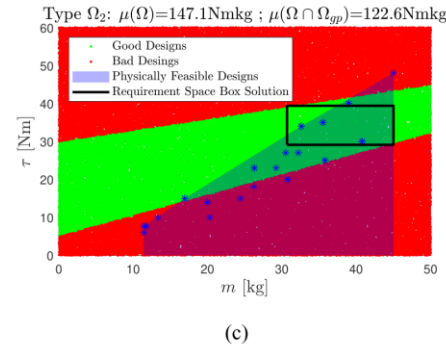 Type Ω₂: μ(Ω)=147.1Nmkg ; μ(Ω ∩ Ω_gp)=122.6Nmkg
Good Designs
Bad Desings
Physically Feasible Designs
Requirement Space Box Solution
60
50
40
30
20
10
0
τ [Nm]
0 10 20 30 40 50 60
m [kg]
(c)